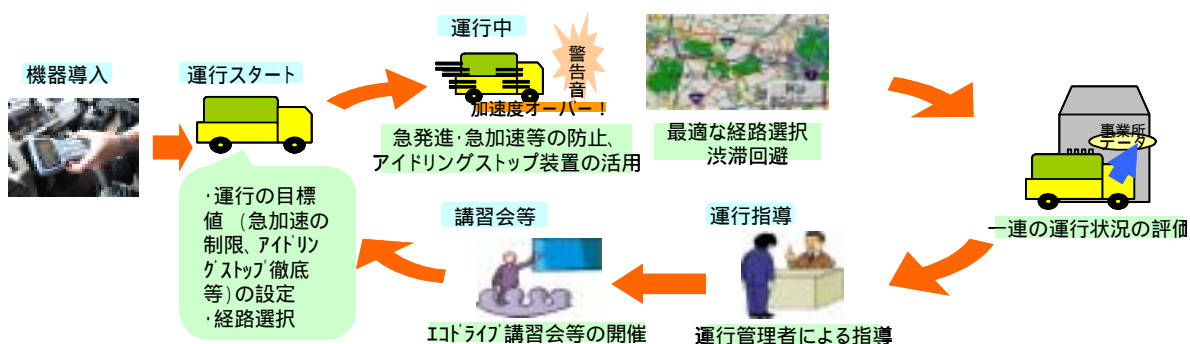 機器導入
運行スタート
運行中
警告音
加速度オーバー!
急発進・急加速等の防止、
アイドリングストップ装置の活用
最適な経路選択
渋滞回避
事業所
データ
一連の運行状況の評価
・運行の目標
値 (急加速の
制限、ｱｲﾄﾞﾘﾝ
ｸﾞｽﾄｯﾌﾟ徹底
等)の設定
・経路選択
講習会等
ｴｺﾄﾞﾗｲﾌﾞ講習会等の開催
運行指導
運行管理者による指導